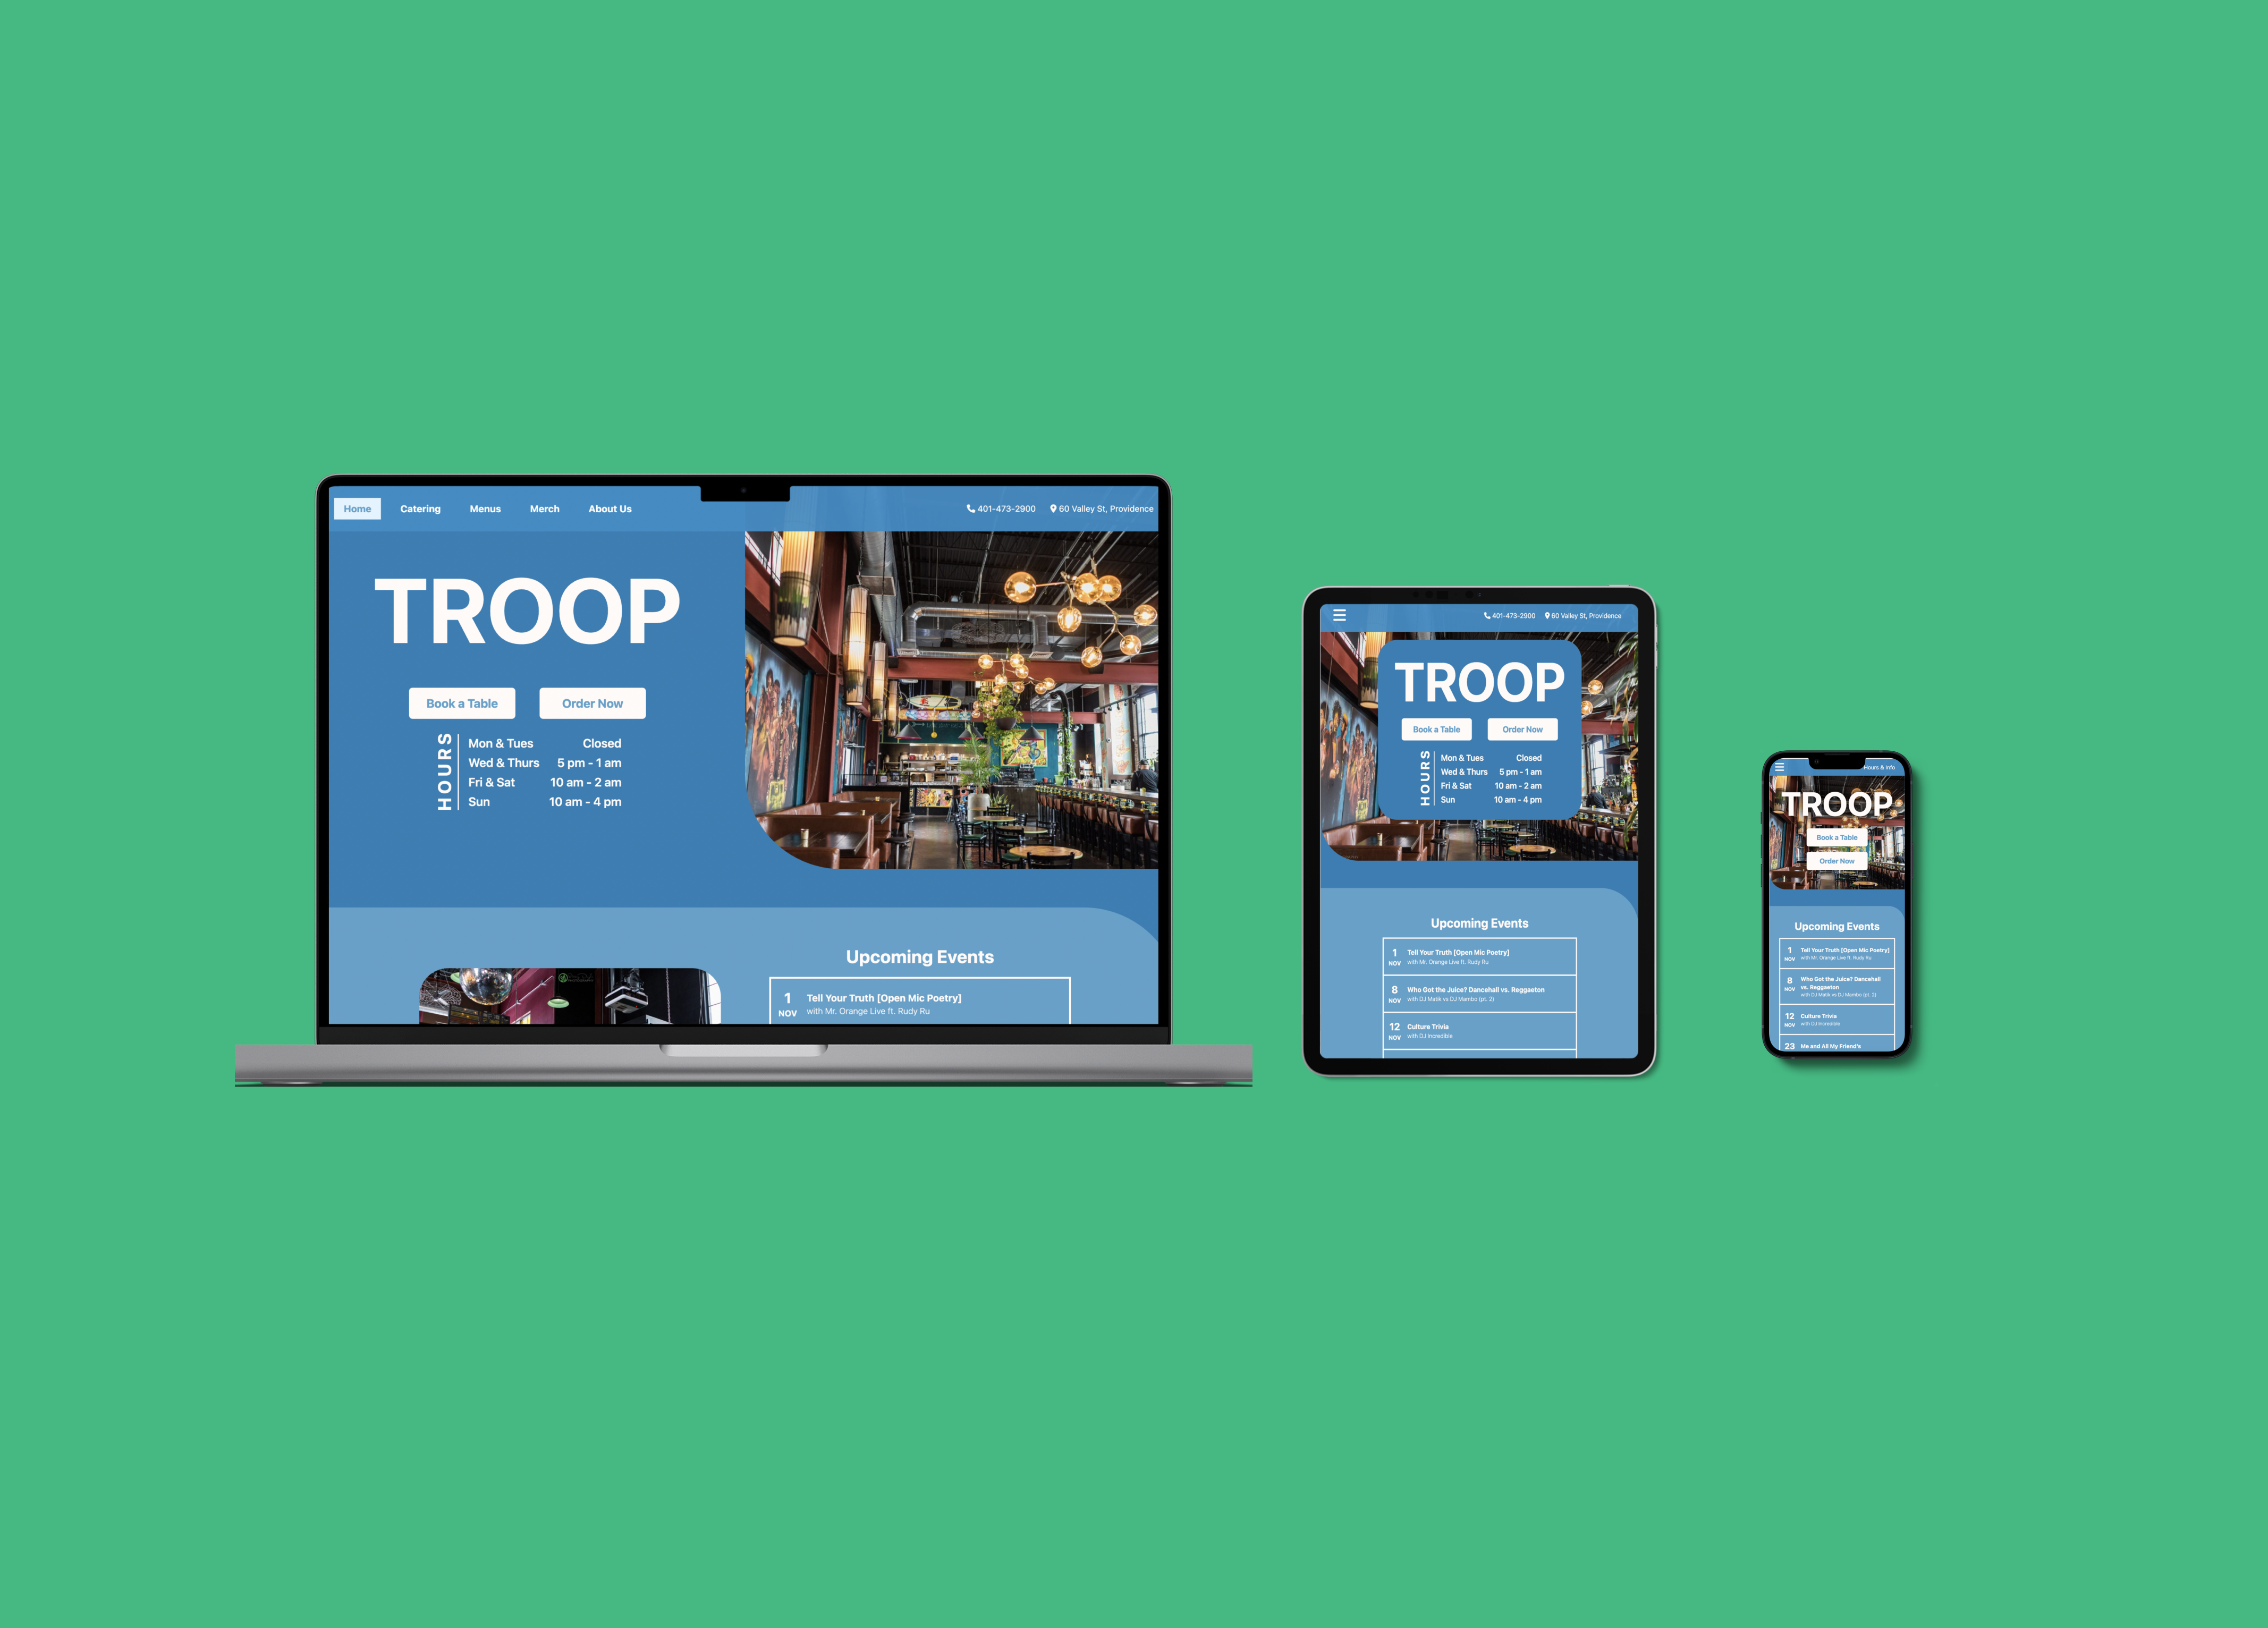 Home Catering Menus Merch About Us 401-473-2900 60 Valley St, Providence
TROOP
Book a Table Order Now
HOURS
Mon & Tues Closed
Wed & Thurs 5 pm - 1 am
Fri & Sat 10 am - 2 am
Sun 10 am - 4 pm
Upcoming Events
1 NOV
Tell Your Truth [Open Mic Poetry]
with Mr. Orange Live ft. Rudy Ru
401-473-2900 60 Valley St, Providence
TROOP
Book a Table Order Now
HOURS
Mon & Tues Closed
Wed & Thurs 5 pm - 1 am
Fri & Sat 10 am - 2 am
Sun 10 am - 4 pm
Upcoming Events
1 NOV
Tell Your Truth [Open Mic Poetry]
with Mr. Orange Live ft. Rudy Ru
8 NOV
Who Got the Juice? Dancehall vs. Reggaeton
with DJ Matik vs DJ Mambo (pt. 2)
12 NOV
Culture Trivia
with DJ Incredible
Hours & Info
TROOP
Book a Table
Order Now
Upcoming Events
1 NOV
Tell Your Truth [Open Mic Poetry]
with Mr. Orange Live ft. Rudy Ru
8 NOV
Who Got the Juice? Dancehall
vs. Reggaeton
with DJ Matik vs DJ Mambo (pt. 2)
12 NOV
Culture Trivia
with DJ Incredible
23
Me and All My Friend's